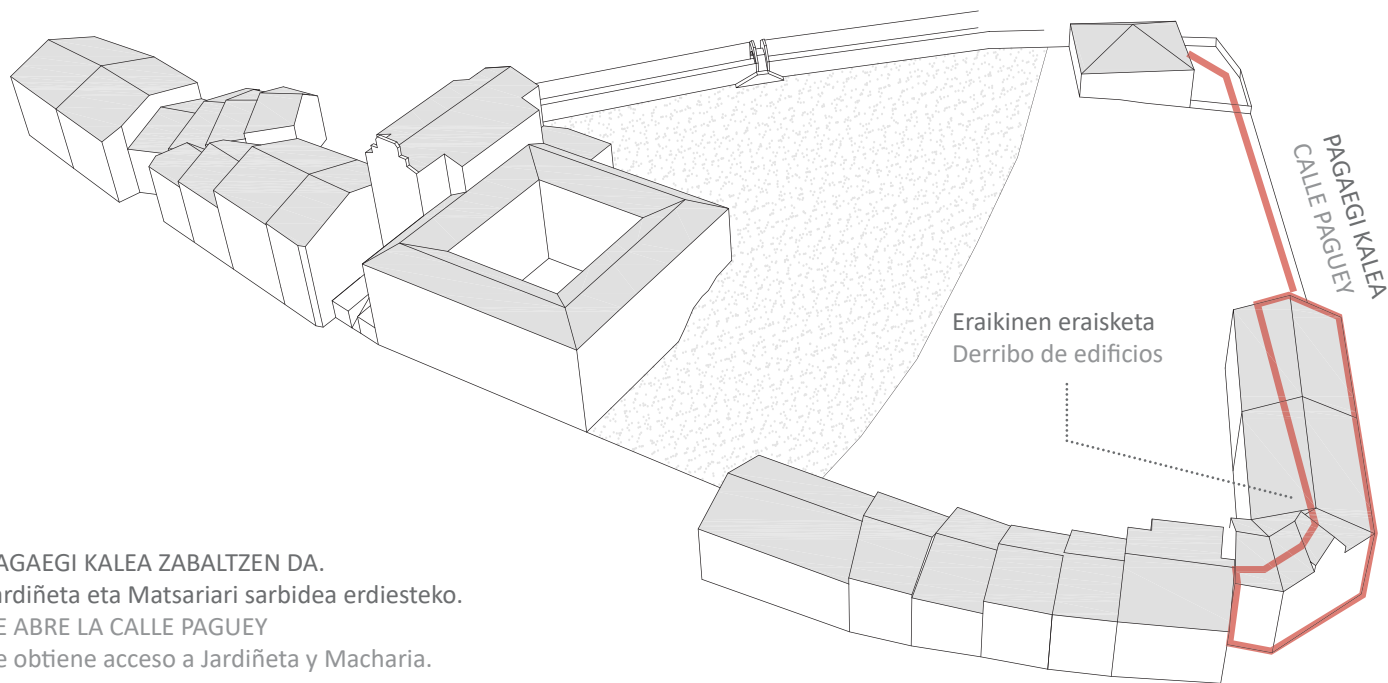 PAGAEGI KALEA
CALLE PAGUEY
Eraikinen eraisketa
Derribo de edificios
AGAEGI KALEA ZABALTZEN DA.
ardiñeta eta Matsariari sarbidea erdiesteko.
E ABRE LA CALLE PAGUEY
e obtiene acceso a Jardiñeta y Macharia.